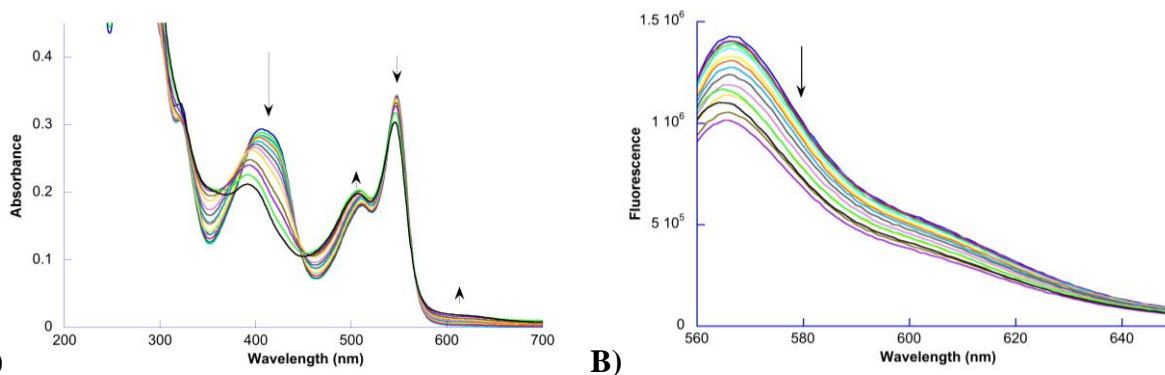 0.4
0.3
0.2
0.1
0
Absorbance
200 300 400 500 600 700
Wavelength (nm)
)
B)
1.5 10⁶
1 10⁶
5 10⁵
0
Fluorescence
560 580 600 620 640
Wavelength (nm)